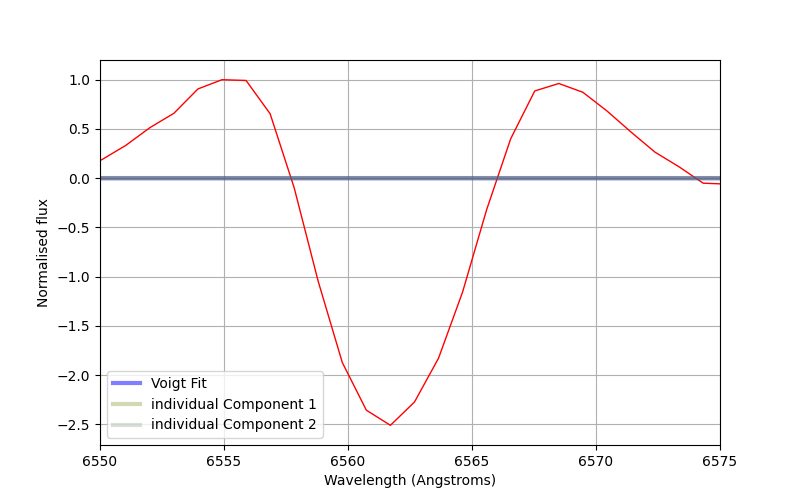 1.0
0.5
0.0
−0.5
−1.0
−1.5
−2.0
−2.5
Normalised flux
Voigt Fit
individual Component 1
individual Component 2
6550 6555 6560 6565 6570 6575
Wavelength (Angstroms)